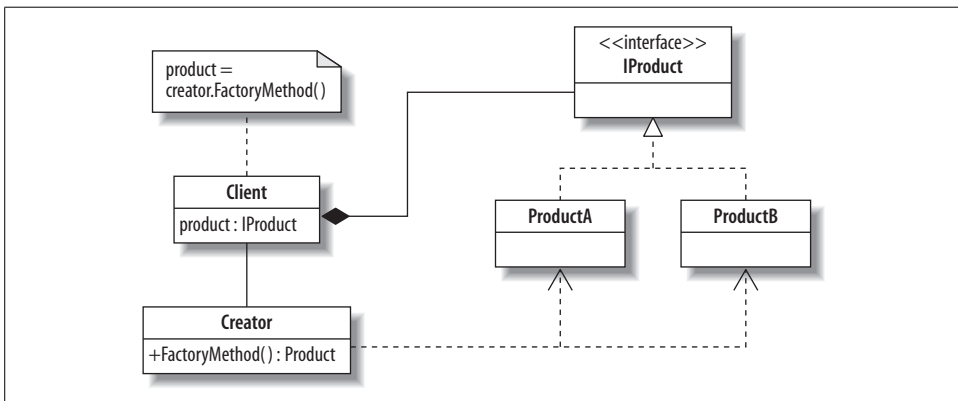 product =
creator.FactoryMethod()
<<interface>>
IProduct
Client
product : IProduct
ProductA
ProductB
Creator
+FactoryMethod() : Product